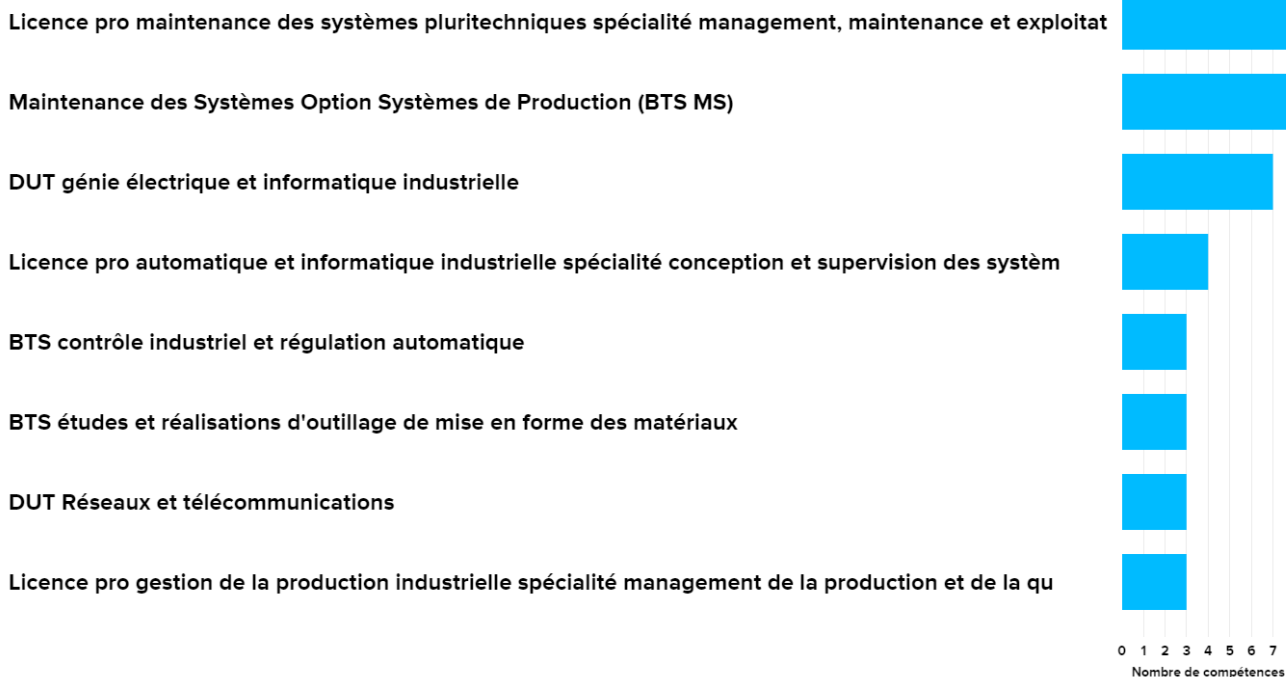 Licence pro maintenance des systèmes pluritechniques spécialité management, maintenance et exploitat
Maintenance des Systèmes Option Systèmes de Production (BTS MS)
DUT génie électrique et informatique industrielle
Licence pro automatique et informatique industrielle spécialité conception et supervision des systèm
BTS contrôle industriel et régulation automatique
BTS études et réalisations d'outillage de mise en forme des matériaux
DUT Réseaux et télécommunications
Licence pro gestion de la production industrielle spécialité management de la production et de la qu
0 1 2 3 4 5 6 7
Nombre de compétences